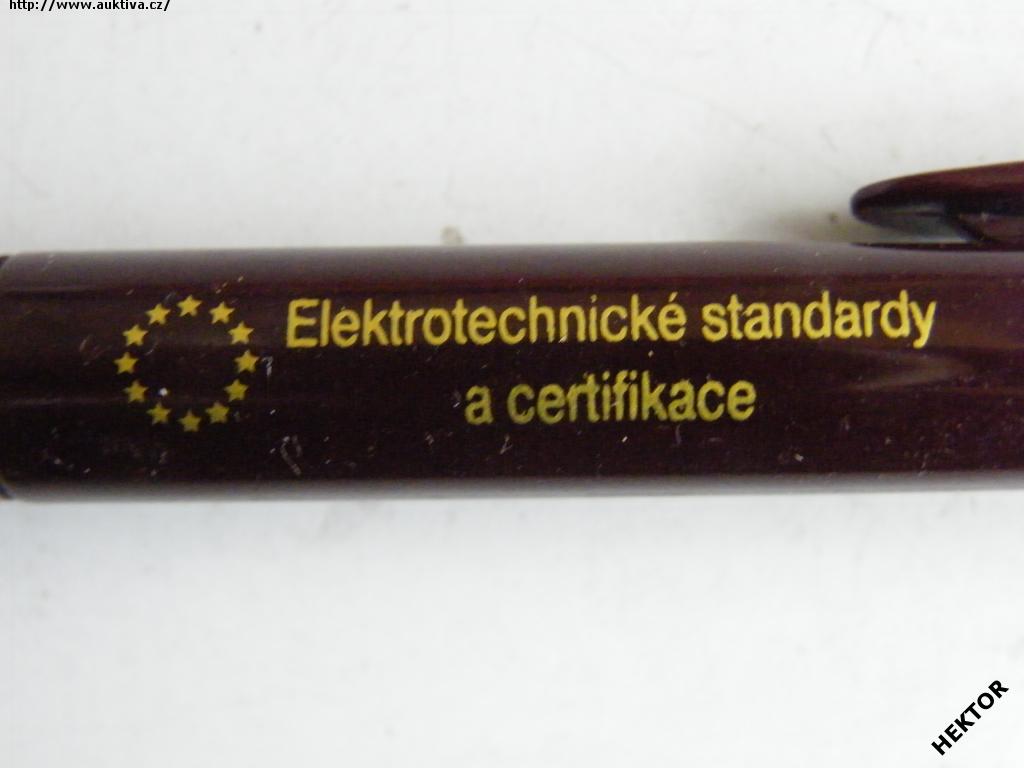 http://www.auktiva.cz/
Elektrotechnické standardy
a certifikace
HEKTOR